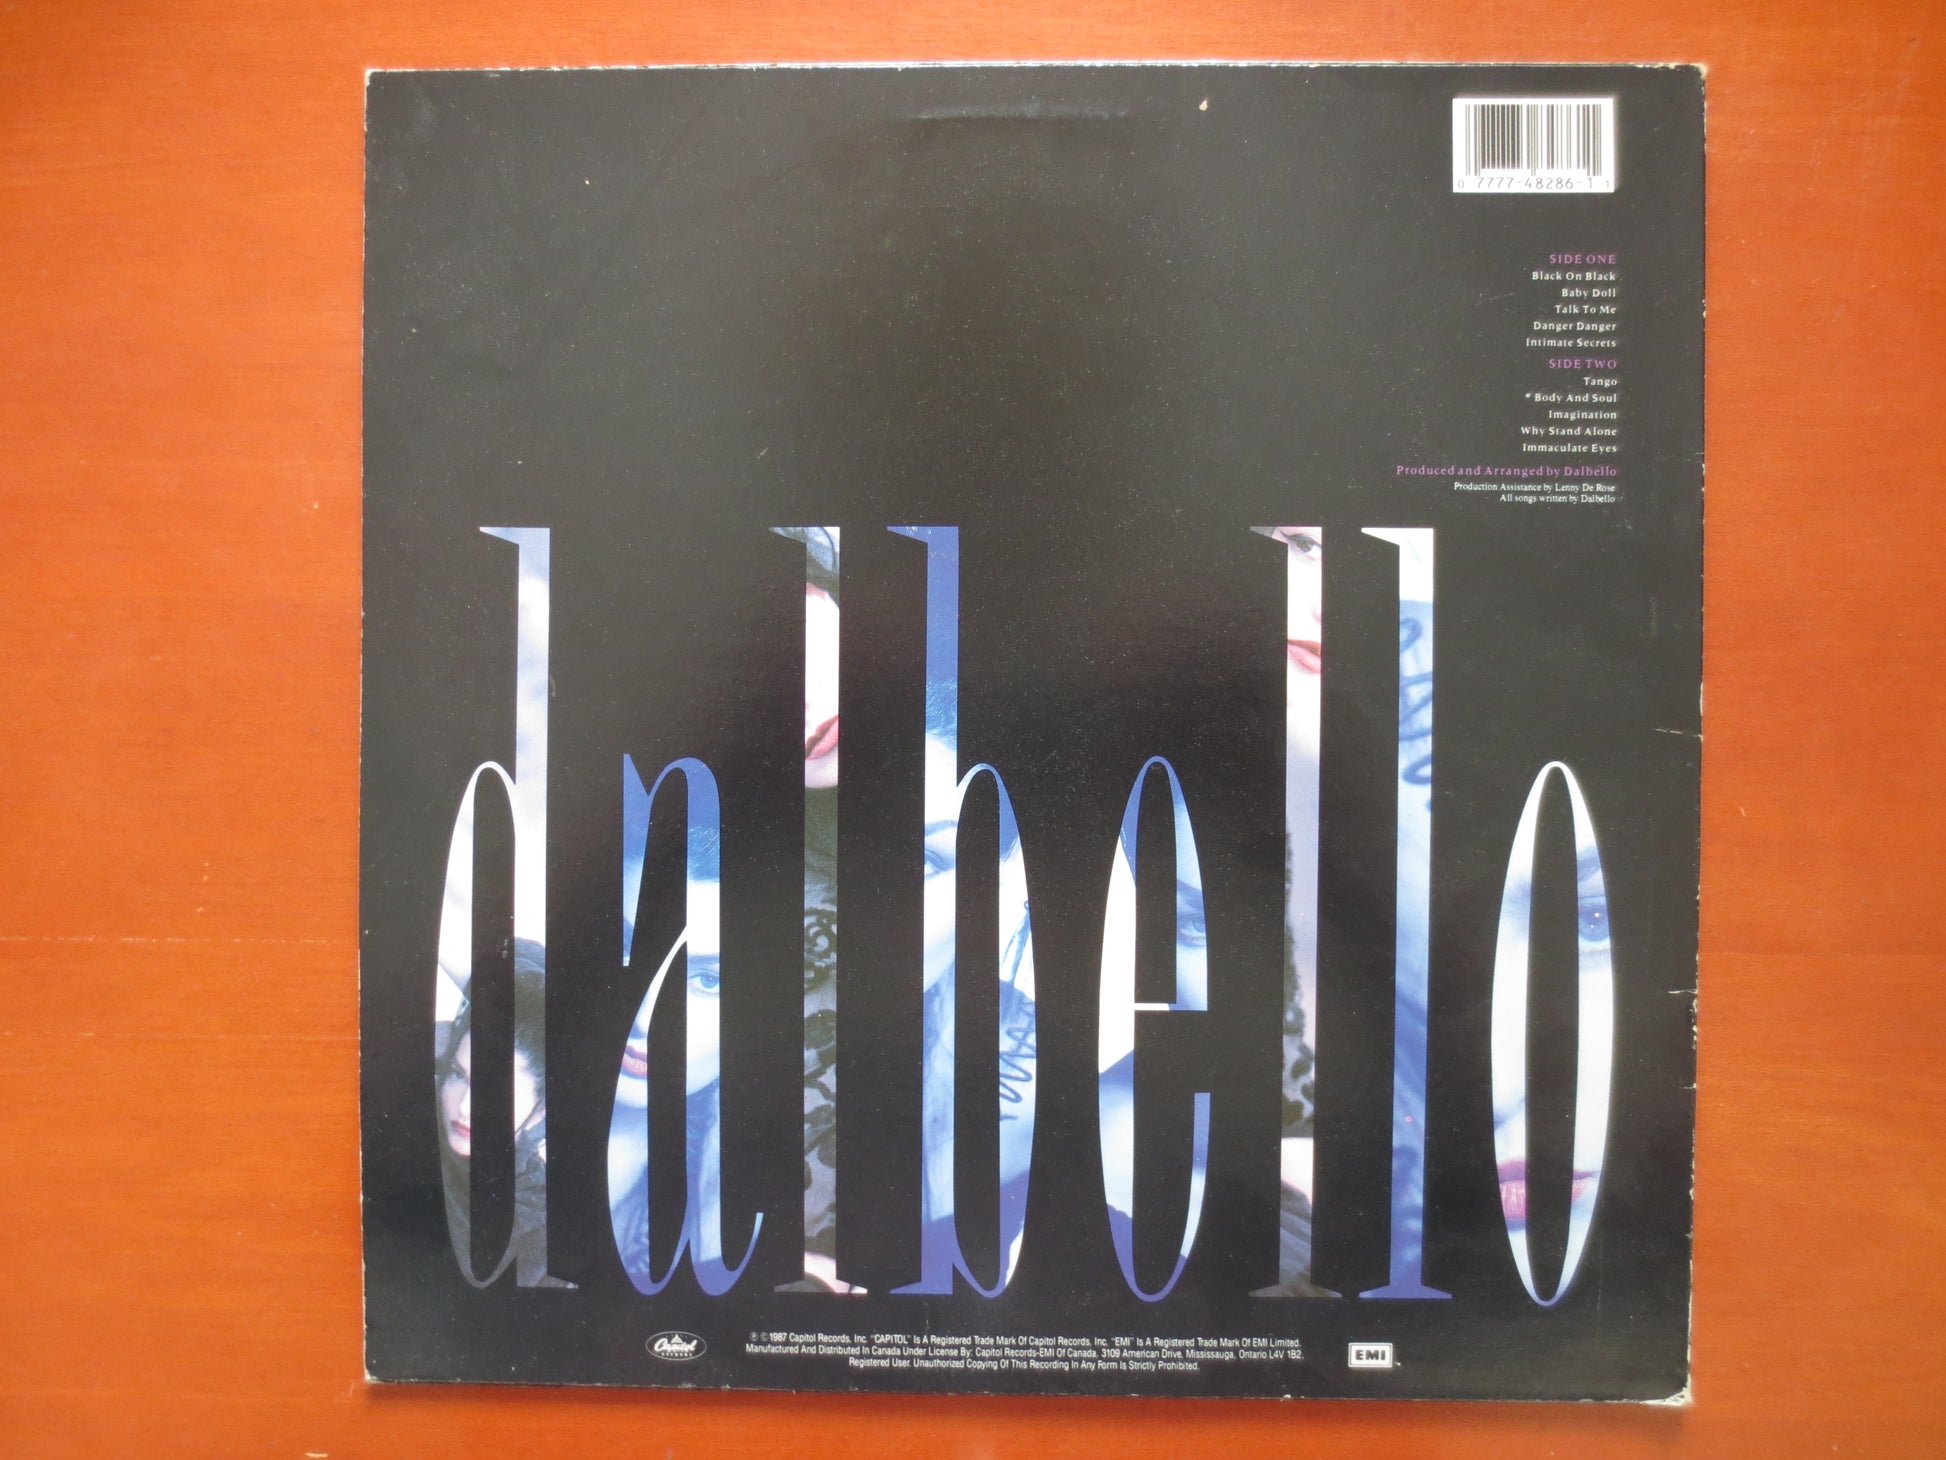 0 7777-48286-1 1
SIDE ONE
Black On Black
Baby Doll
Talk To Me
Danger Danger
Intimate Secrets
SIDE TWO
Tango
* Body And Soul
Imagination
Why Stand Alone
Immaculate Eyes
Produced and Arranged by Dalbello
Production Assistance by Lenny De Rose
All songs written by Dalbello
dalbello
Capitol
RECORDS
℗ © 1987 Capitol Records, Inc. "CAPITOL" Is A Registered Trade Mark Of Capitol Records, Inc. "EMI" Is A Registered Trade Mark Of EMI Limited.
Manufactured And Distributed In Canada Under License By: Capitol Records-EMI Of Canada, 3109 American Drive, Mississauga, Ontario L4V 1B2,
Registered User. Unauthorized Copying Of This Recording In Any Form Is Strictly Prohibited.
EMI